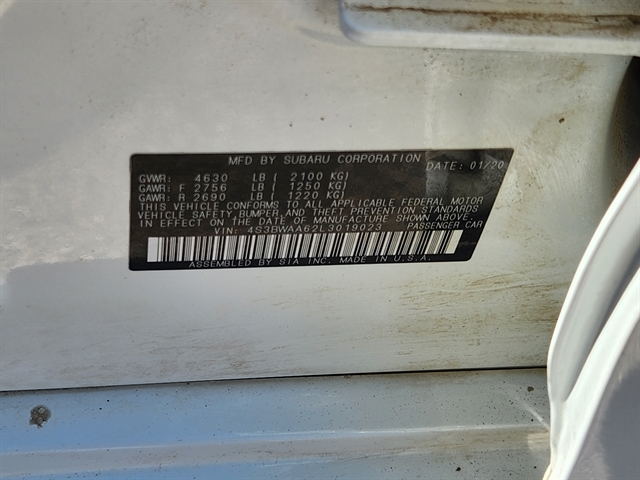 MFD BY SUBARU CORPORATION DATE: 01/20
GVWR: 4630 LB ( 2100 KG)
GAWR: F 2756 LB ( 1250 KG)
GAWR: R 2690 LB ( 1220 KG)
THIS VEHICLE CONFORMS TO ALL APPLICABLE FEDERAL MOTOR
VEHICLE SAFETY,BUMPER,AND THEFT PREVENTION STANDARDS
IN EFFECT ON THE DATE OF MANUFACTURE SHOWN ABOVE.
VIN: 4S3BWAA62L3019023 PASSENGER CAR
ASSEMBLED BY SIA INC. MADE IN U.S.A.